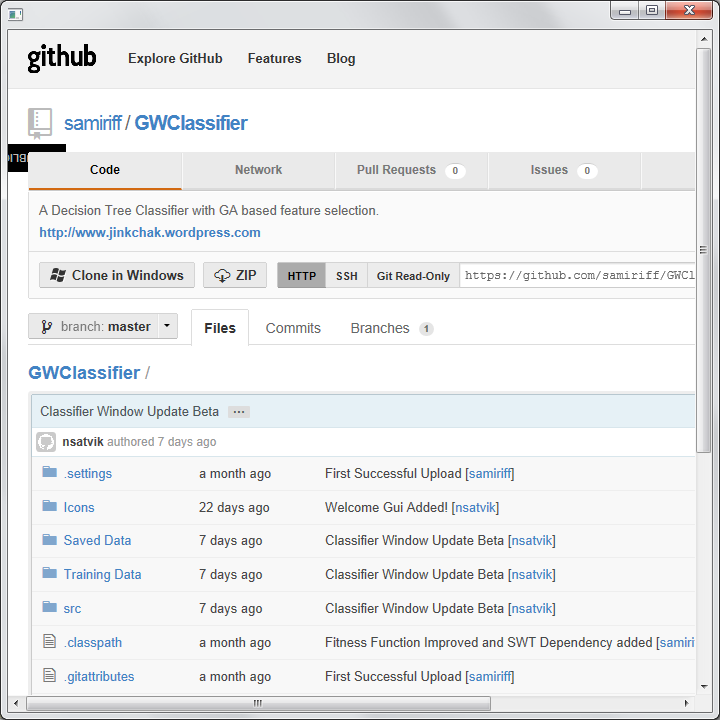 github Explore GitHub Features Blog
samiriff / GWClassifier
Code Network Pull Requests 0 Issues 0
A Decision Tree Classifier with GA based feature selection.
http://www.jinkchak.wordpress.com
Clone in Windows ZIP HTTP SSH Git Read-Only https://github.com/samiriff/GWCl
branch: master Files Commits Branches 1
GWClassifier /
Classifier Window Update Beta ...
nsatvik authored 7 days ago
.settings a month ago First Successful Upload [samiriff]
Icons 22 days ago Welcome Gui Added! [nsatvik]
Saved Data 7 days ago Classifier Window Update Beta [nsatvik]
Training Data 7 days ago Classifier Window Update Beta [nsatvik]
src 7 days ago Classifier Window Update Beta [nsatvik]
.classpath a month ago Fitness Function Improved and SWT Dependency added [samiri
.gitattributes a month ago First Successful Upload [samiriff]